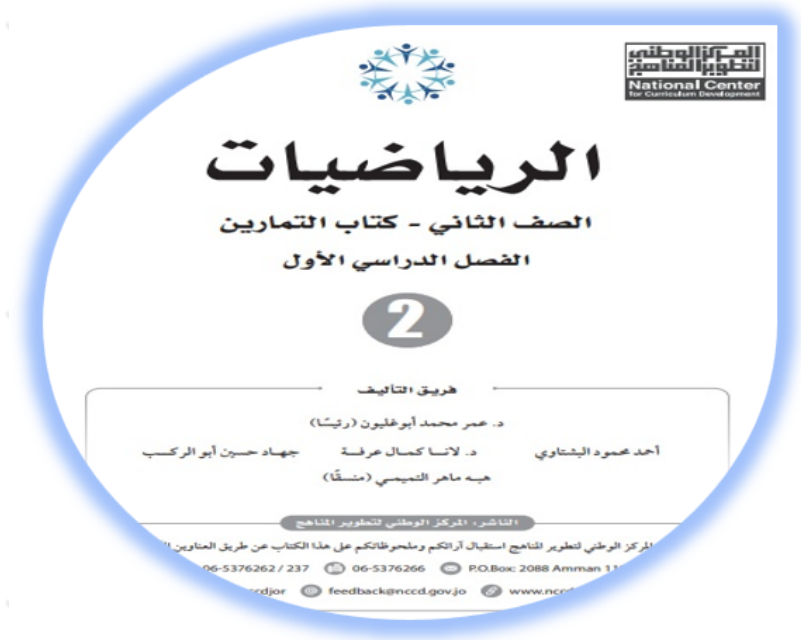 المركز الوطني
لتطوير المناهج
National Center
for Curriculum Development
الرياضيات
الصف الثاني - كتاب التمارين
الفصل الدراسي الأول
2
فريق التأليف
د. عمر محمد أبوغليون (رئيسًا)
أحمد محمود البشتاوي د. لانا كمال عرفة جهاد حسين أبو الركب
هبه ماهر التميمي (منسقًا)
الناشر: المركز الوطني لتطوير المناهج
المركز الوطني لتطوير المناهج استقبال آرائكم وملحوظاتكم على هذا الكتاب عن طريق العناوين
06-5376262 / 237 06-5376266 P.O.Box: 2088 Amman 11
feedback@nccd.gov.jo www.nccd